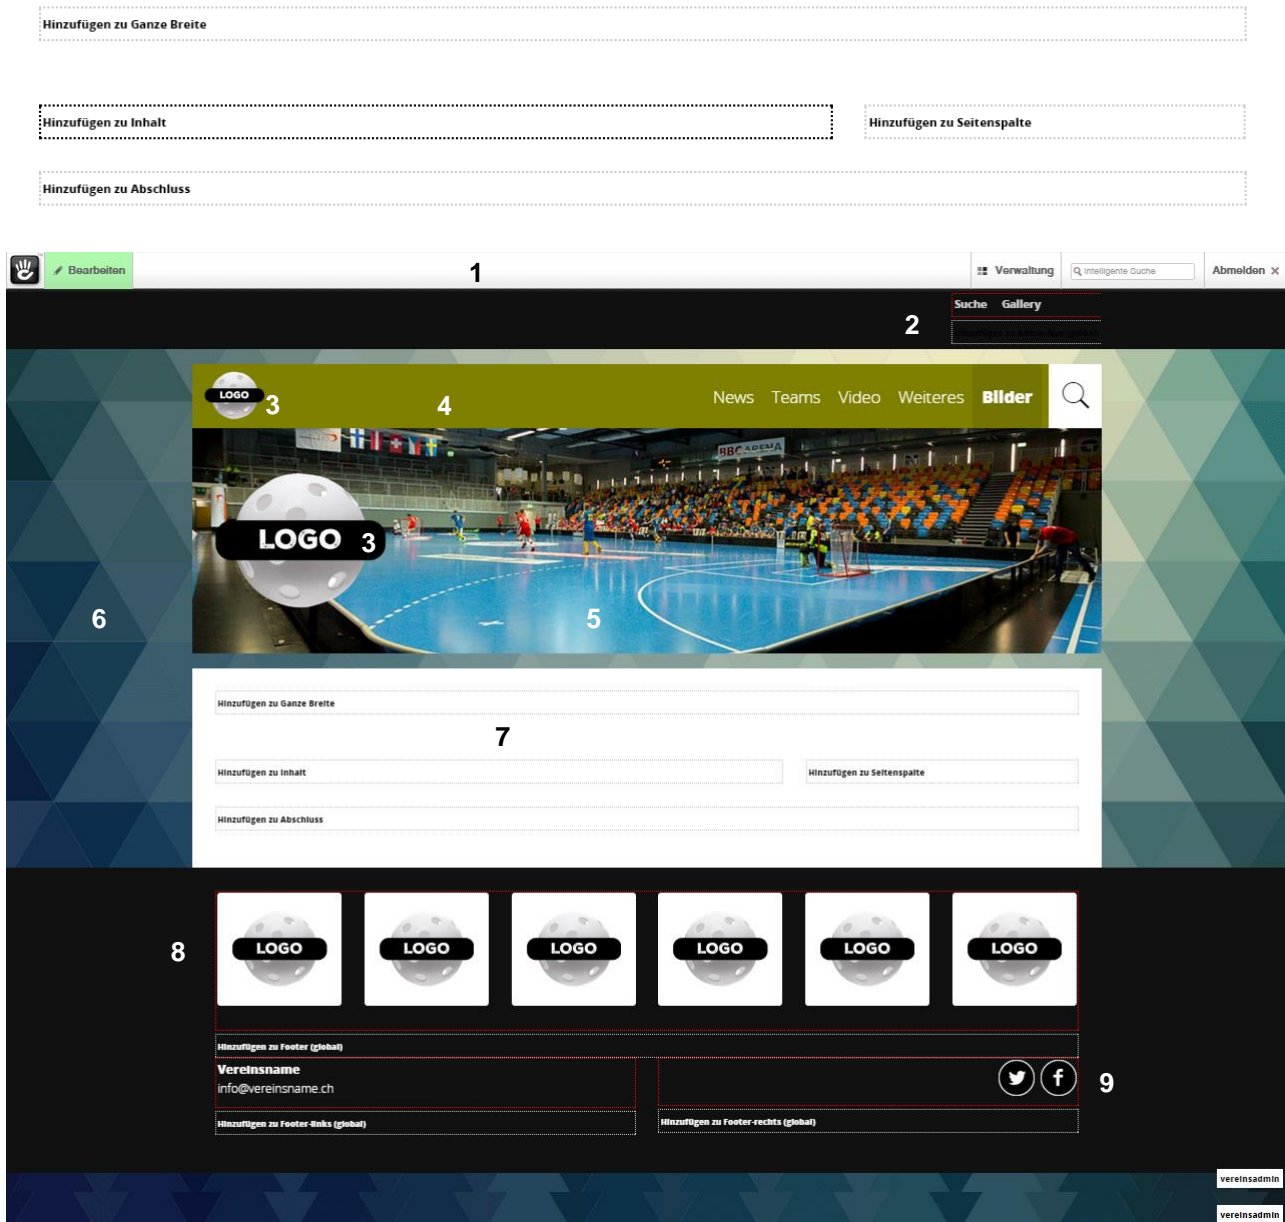 Hinzufügen zu Ganze Breite
Hinzufügen zu Inhalt
Hinzufügen zu Seitenspalte
Hinzufügen zu Abschluss
Bearbeiten
1
Verwaltung
Intelligente Suche
Abmelden ×
Suche Gallery
2
LOGO
3
4
News Teams Video Weiteres Bilder
BBC ARENA
LOGO
3
6
5
Hinzufügen zu Ganze Breite
7
Hinzufügen zu Inhalt
Hinzufügen zu Seitenspalte
Hinzufügen zu Abschluss
8
LOGO LOGO LOGO LOGO LOGO LOGO
Hinzufügen zu Footer (global)
Vereinsname
info@vereinsname.ch
9
Hinzufügen zu Footer-links (global)
Hinzufügen zu Footer-rechts (global)
vereinsadmin
vereinsadmin